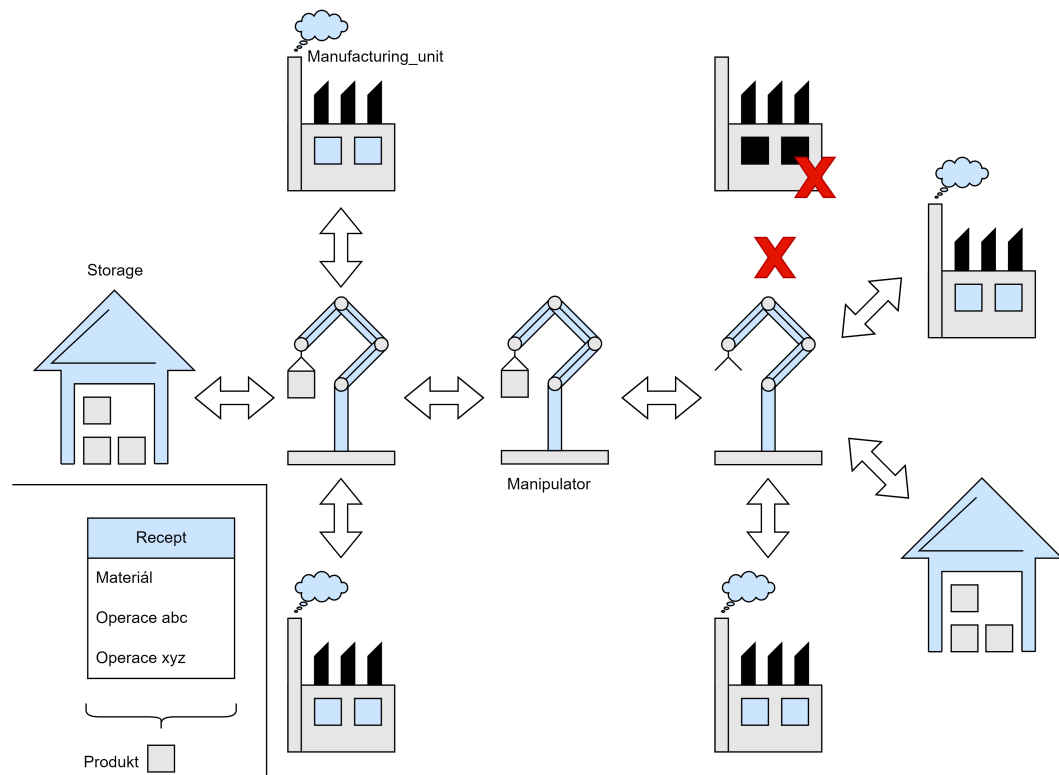 Manufacturing_unit
Storage
Manipulator
Recept
Materiál
Operace abc
Operace xyz
Produkt